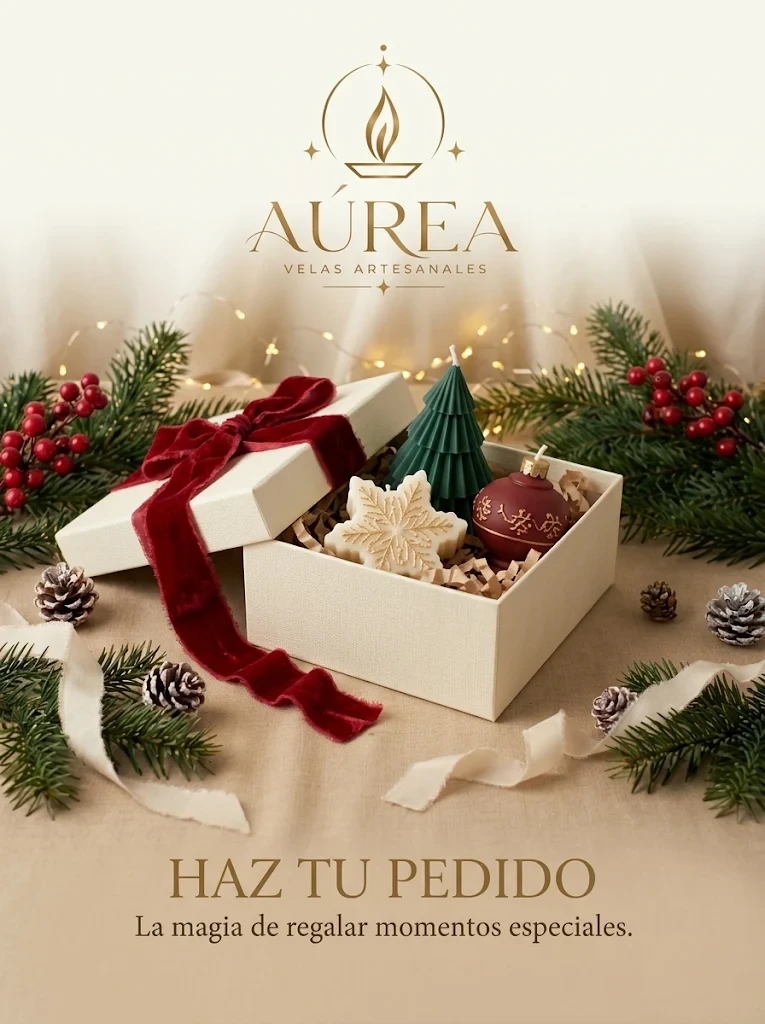 AÚREA
VELAS ARTESANALES
HAZ TU PEDIDO
La magia de regalar momentos especiales.